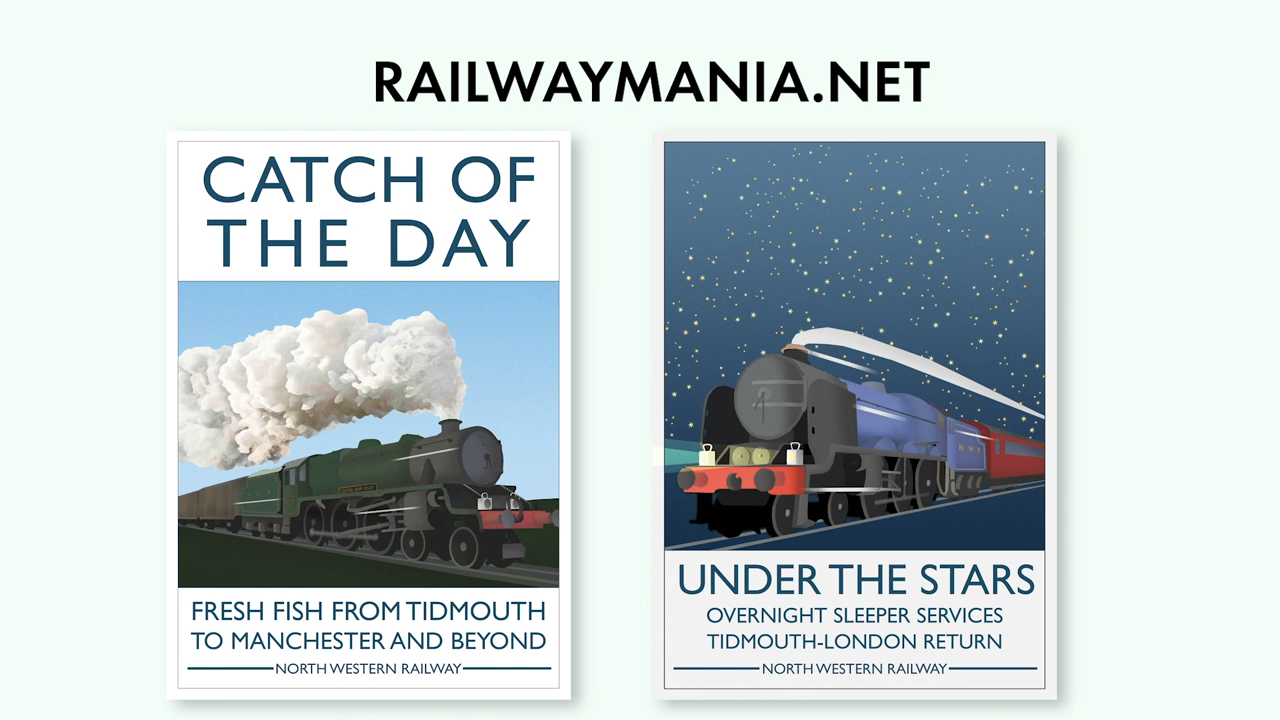 RAILWAYMANIA.NET
CATCH OF
THE DAY
FRESH FISH FROM TIDMOUTH
TO MANCHESTER AND BEYOND
NORTH WESTERN RAILWAY
UNDER THE STARS
OVERNIGHT SLEEPER SERVICES
TIDMOUTH-LONDON RETURN
NORTH WESTERN RAILWAY